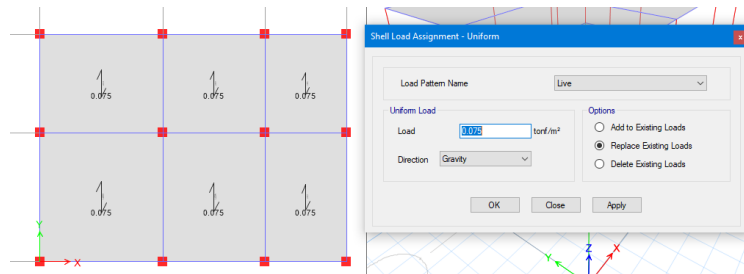 0.075 0.075 0.075
0.075 0.075 0.075
Y
X
Shell Load Assignment - Uniform
x
Load Pattern Name Live
Uniform Load
Load 0.075 tonf/m²
Direction Gravity
Options
Add to Existing Loads
Replace Existing Loads
Delete Existing Loads
OK Close Apply
Y Z X